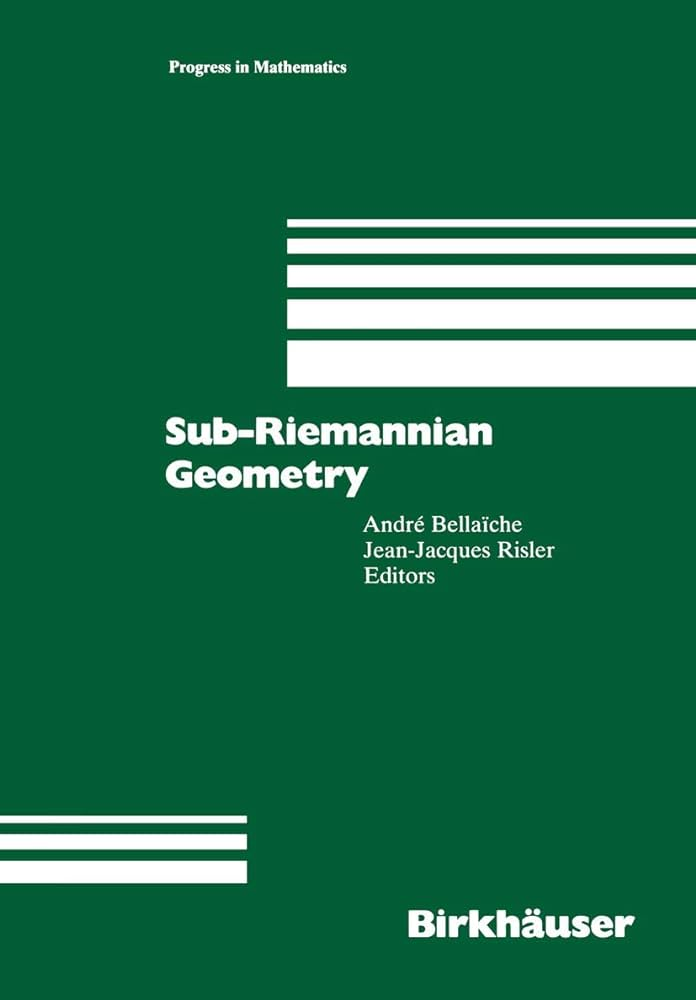 Progress in Mathematics
Sub-Riemannian
Geometry
André Bellaïche
Jean-Jacques Risler
Editors
Birkhäuser